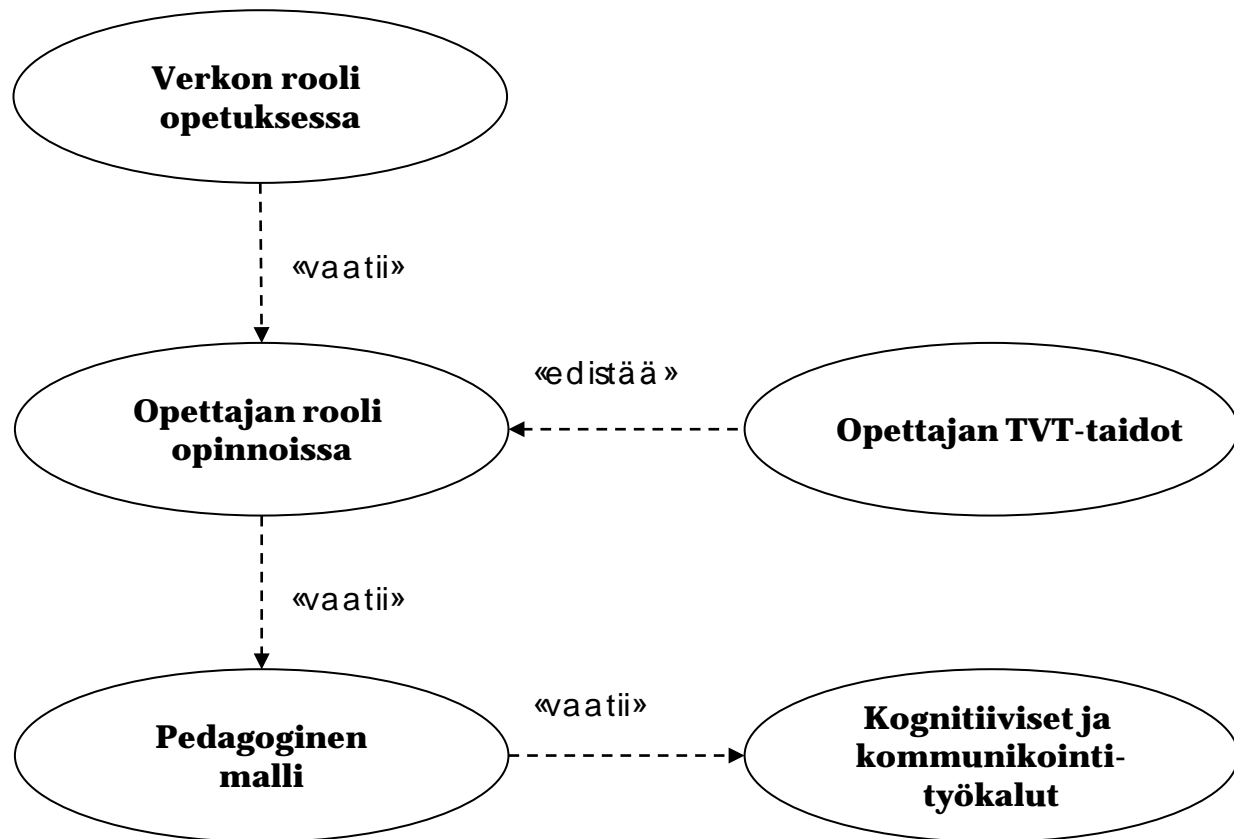 Verkon rooli
opetuksessa
«vaatii»
«edistää»
Opettajan rooli
opinnoissa
Opettajan TVT-taidot
«vaatii»
«vaatii»
Pedagoginen
malli
Kognitiiviset ja
kommunikointi-
työkalut